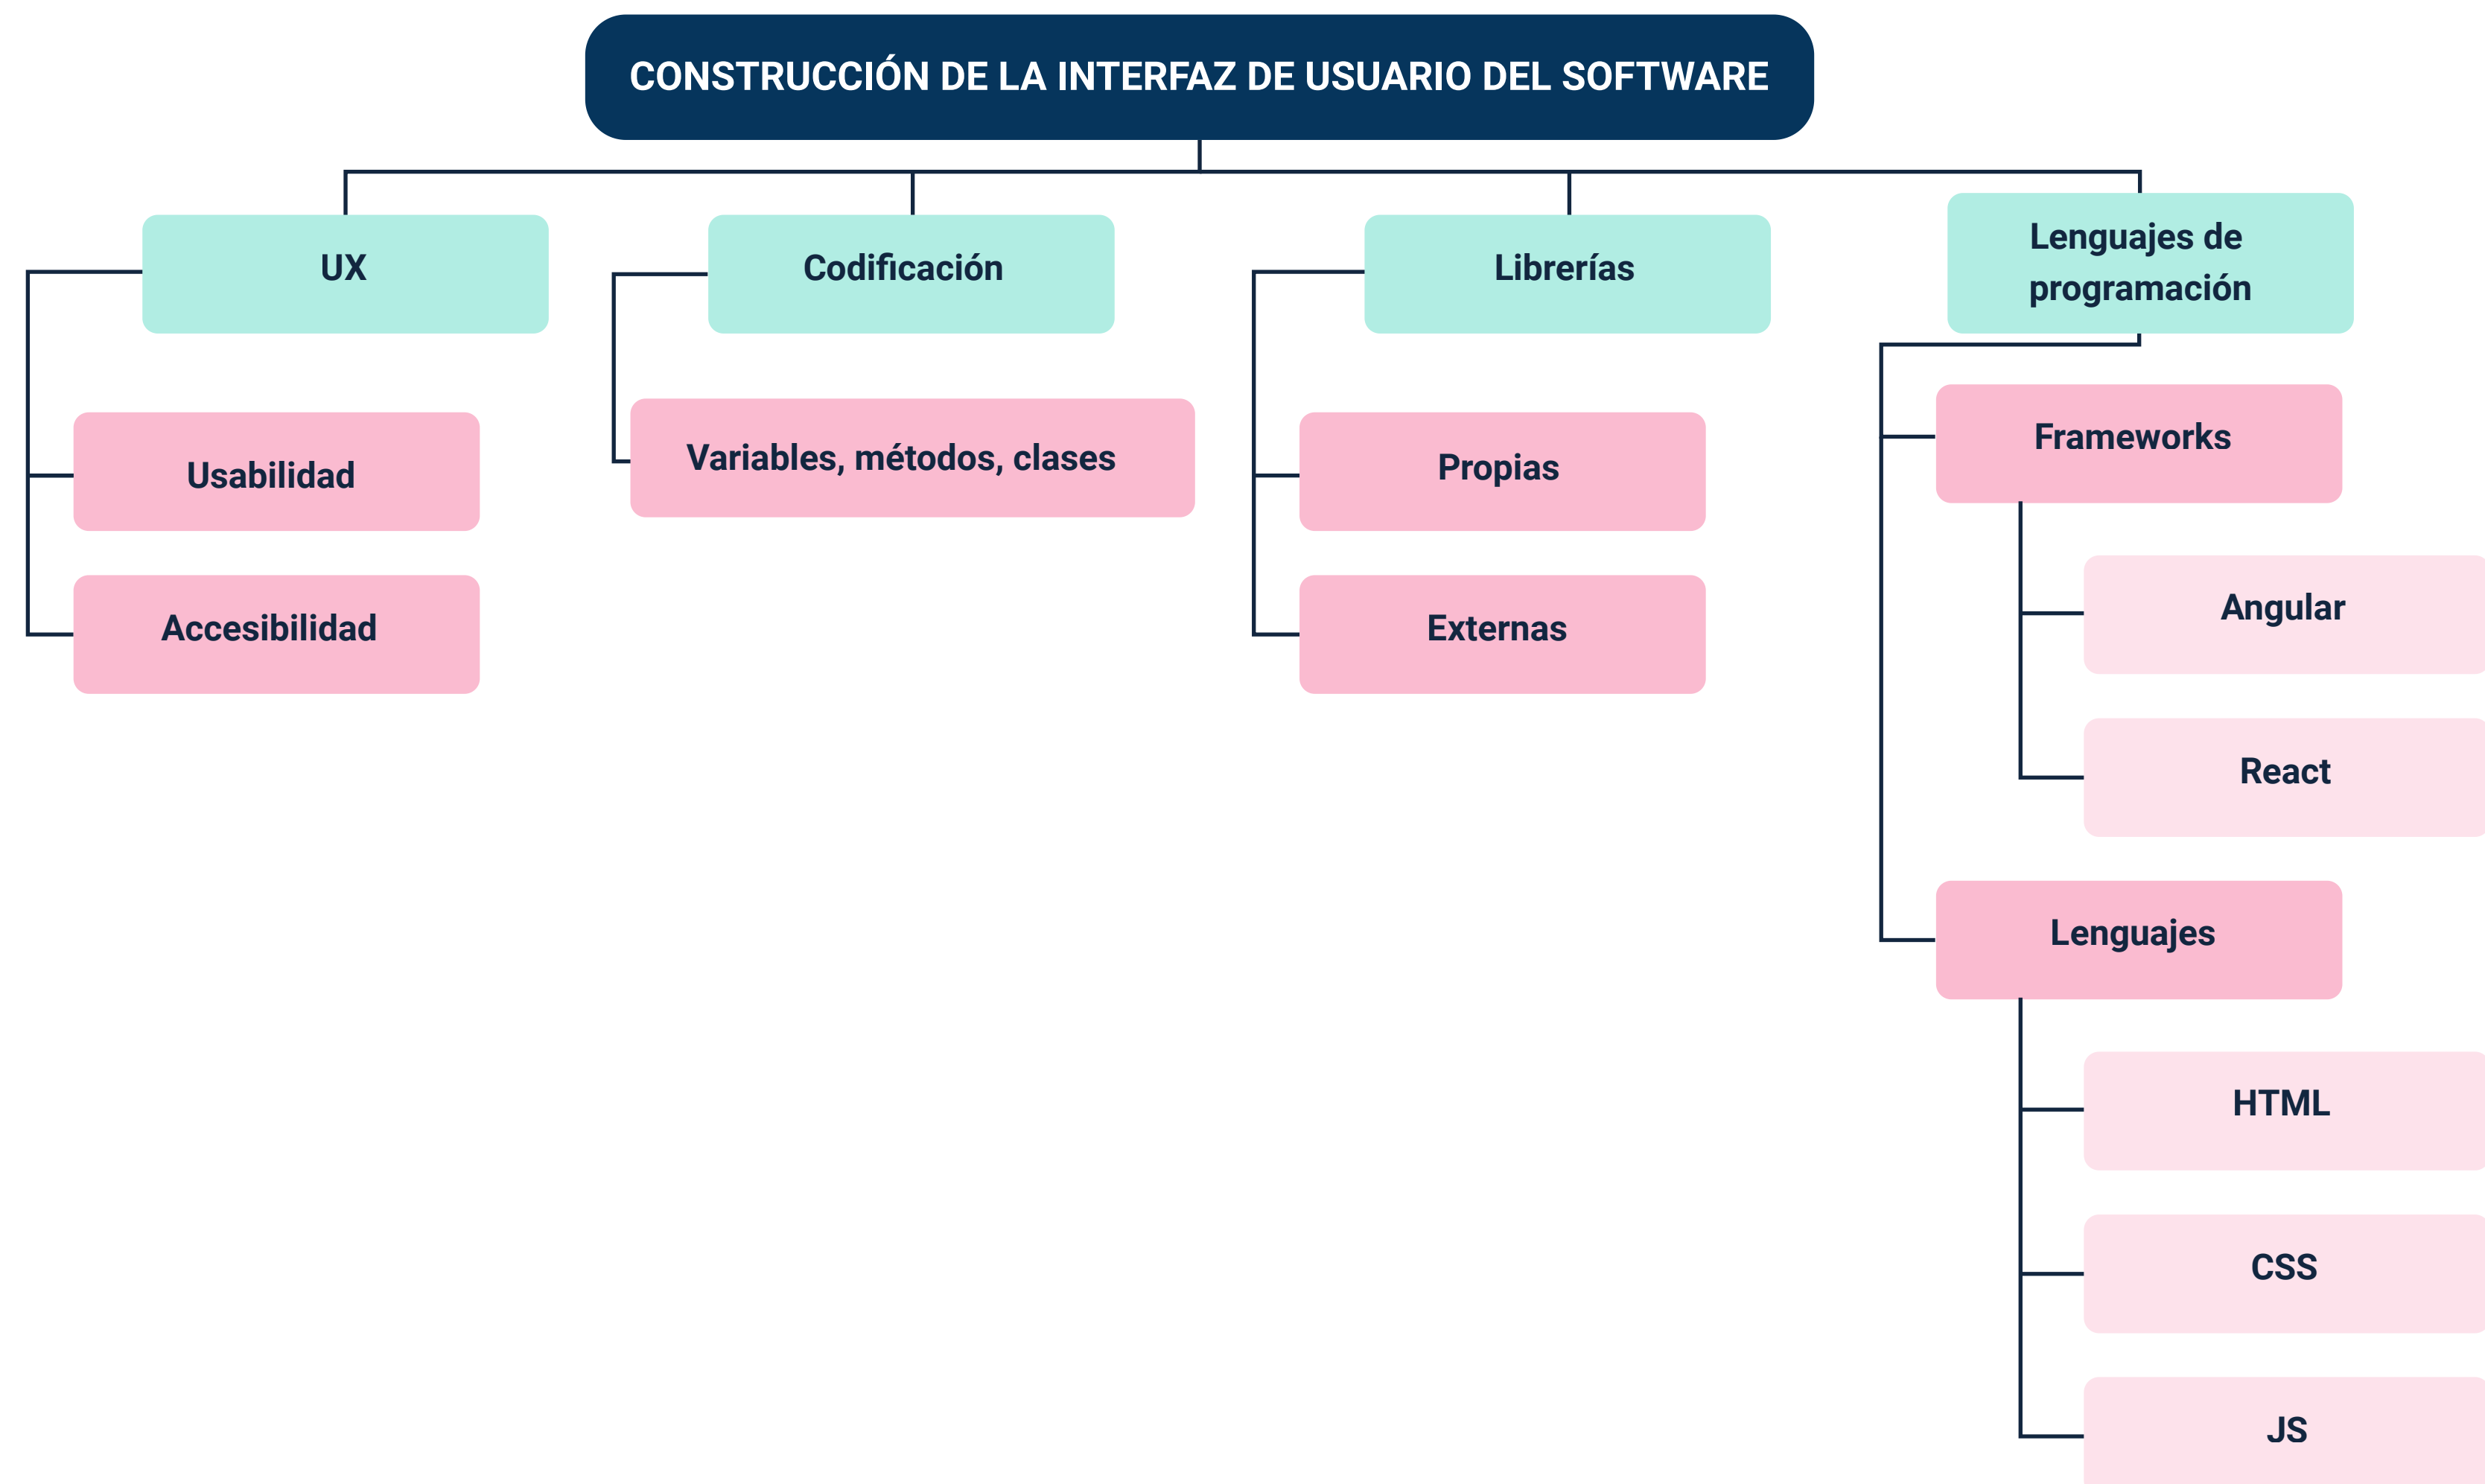 CONSTRUCCIÓN DE LA INTERFAZ DE USUARIO DEL SOFTWARE
UX
Usabilidad
Accesibilidad
Codificación
Variables, métodos, clases
Librerías
Propias
Externas
Lenguajes de
programación
Frameworks
Angular
React
Lenguajes
HTML
CSS
JS